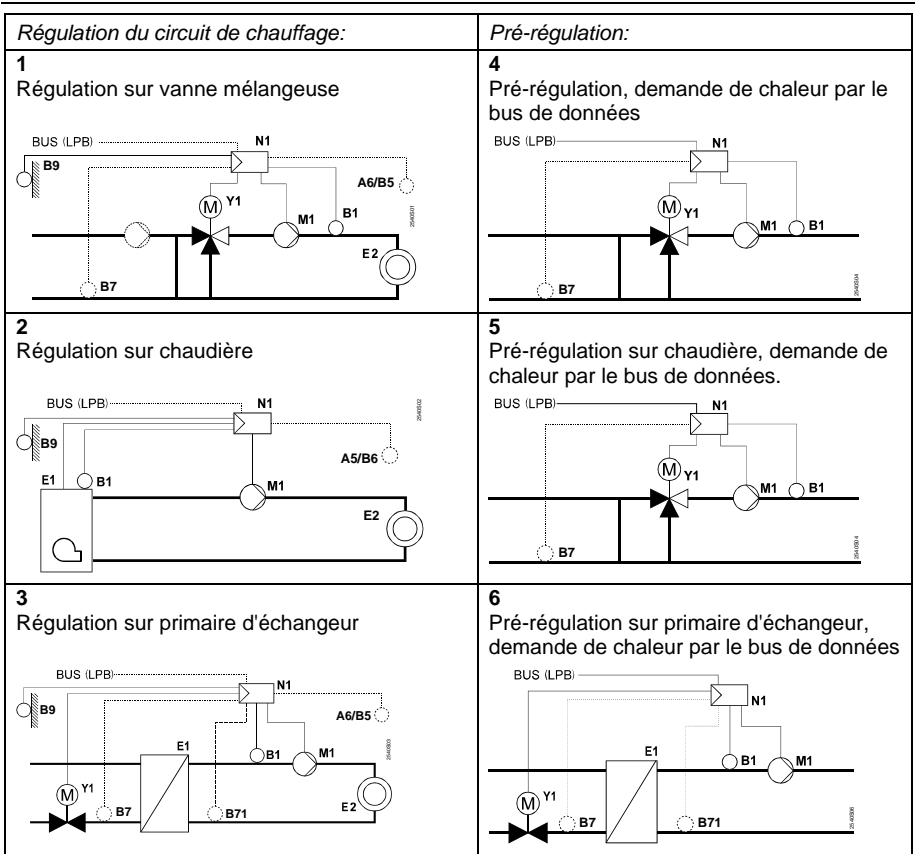 Régulation du circuit de chauffage:
Pré-régulation:
1
Régulation sur vanne mélangeuse
BUS (LPB)
N1
B9
A6/B5
Y1
M
M1
B1
E2
B7
2540S01
4
Pré-régulation, demande de chaleur par le
bus de données
BUS (LPB)
N1
M
Y1
M1
B1
B7
2540S04
2
Régulation sur chaudière
BUS (LPB)
N1
B9
A5/B6
E1
B1
M1
E2
2540S02
5
Pré-régulation sur chaudière, demande de
chaleur par le bus de données.
BUS (LPB)
N1
M
Y1
M1
B1
B7
2540S04
3
Régulation sur primaire d'échangeur
BUS (LPB)
N1
B9
A6/B5
E1
B1
M1
M
Y1
B7
B71
E2
2540S03
6
Pré-régulation sur primaire d'échangeur,
demande de chaleur par le bus de données
BUS (LPB)
N1
E1
B1
M1
M
Y1
B7
B71
2540S06